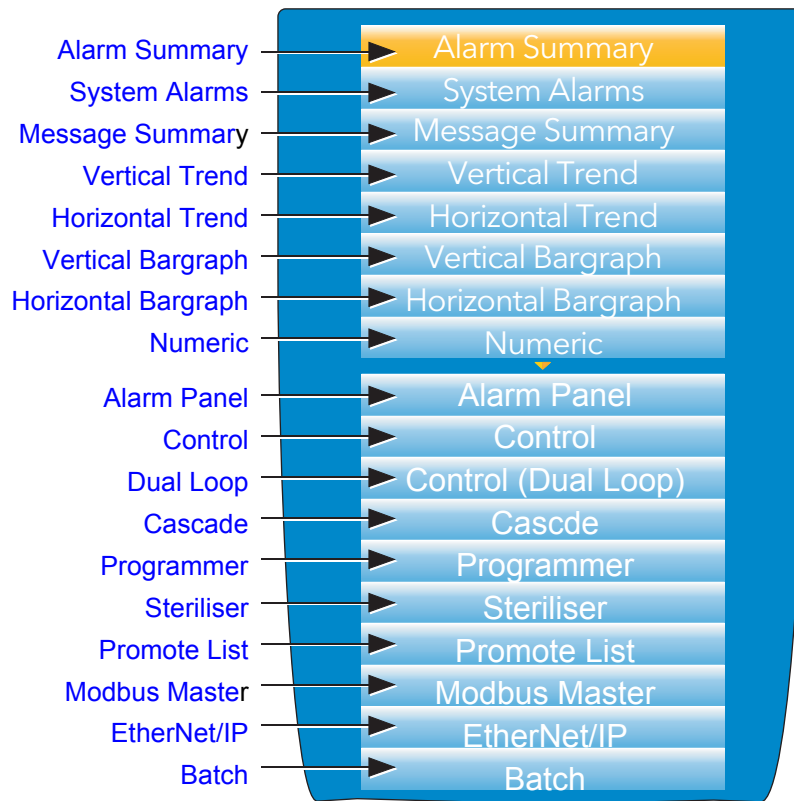 Alarm Summary Alarm Summary
System Alarms System Alarms
Message Summary Message Summary
Vertical Trend Vertical Trend
Horizontal Trend Horizontal Trend
Vertical Bargraph Vertical Bargraph
Horizontal Bargraph Horizontal Bargraph
Numeric Numeric
Alarm Panel Alarm Panel
Control Control
Dual Loop Control (Dual Loop)
Cascade Cascde
Programmer Programmer
Steriliser Steriliser
Promote List Promote List
Modbus Master Modbus Master
EtherNet/IP EtherNet/IP
Batch Batch